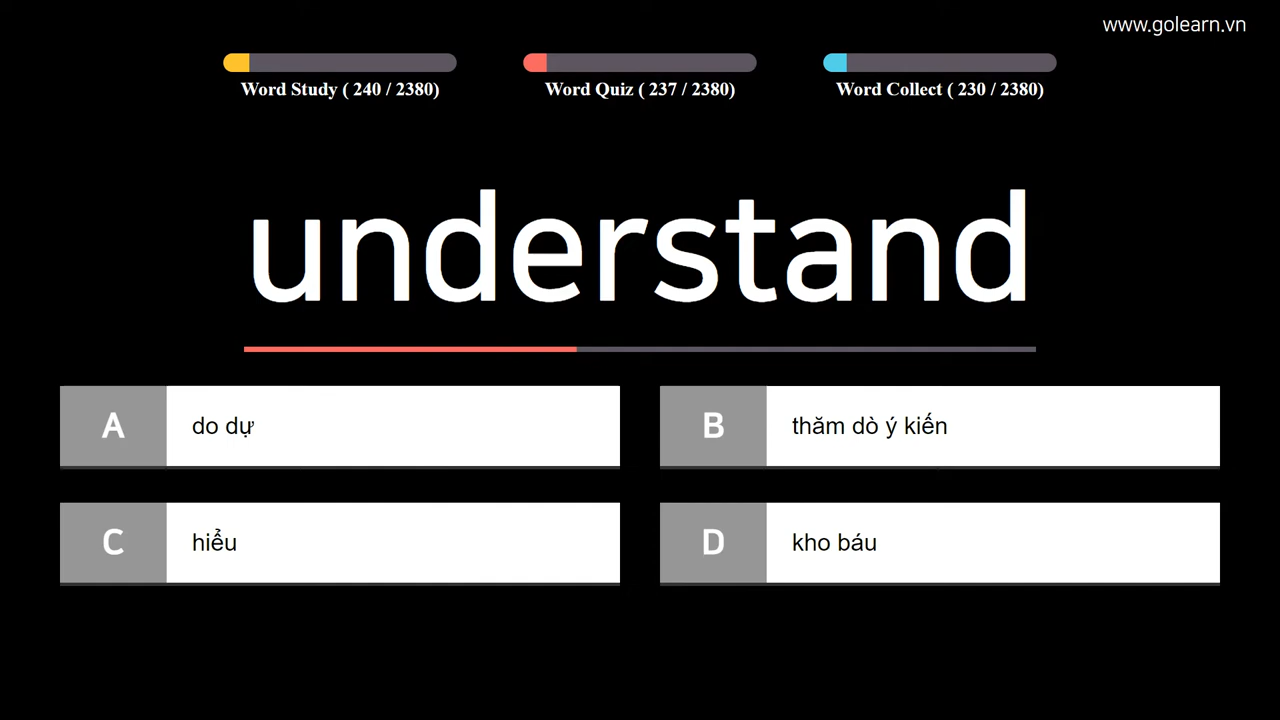 www.golearn.vn
Word Study ( 240 / 2380)
Word Quiz ( 237 / 2380)
Word Collect ( 230 / 2380)
understand
A do dự
B thăm dò ý kiến
C hiểu
D kho báu